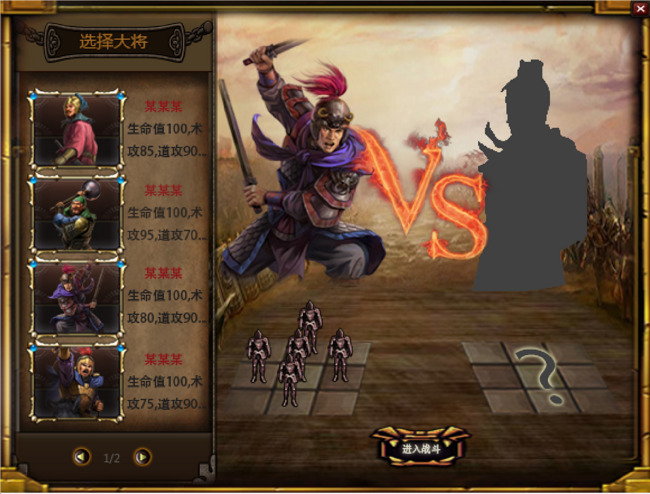 选择大将
某某某
生命值100,术
攻85,道攻90...
某某某
生命值100,术
攻95,道攻70...
某某某
生命值100,术
攻80,道攻90...
某某某
生命值100,术
攻75,道攻90...
1/2
VS
?
进入战斗